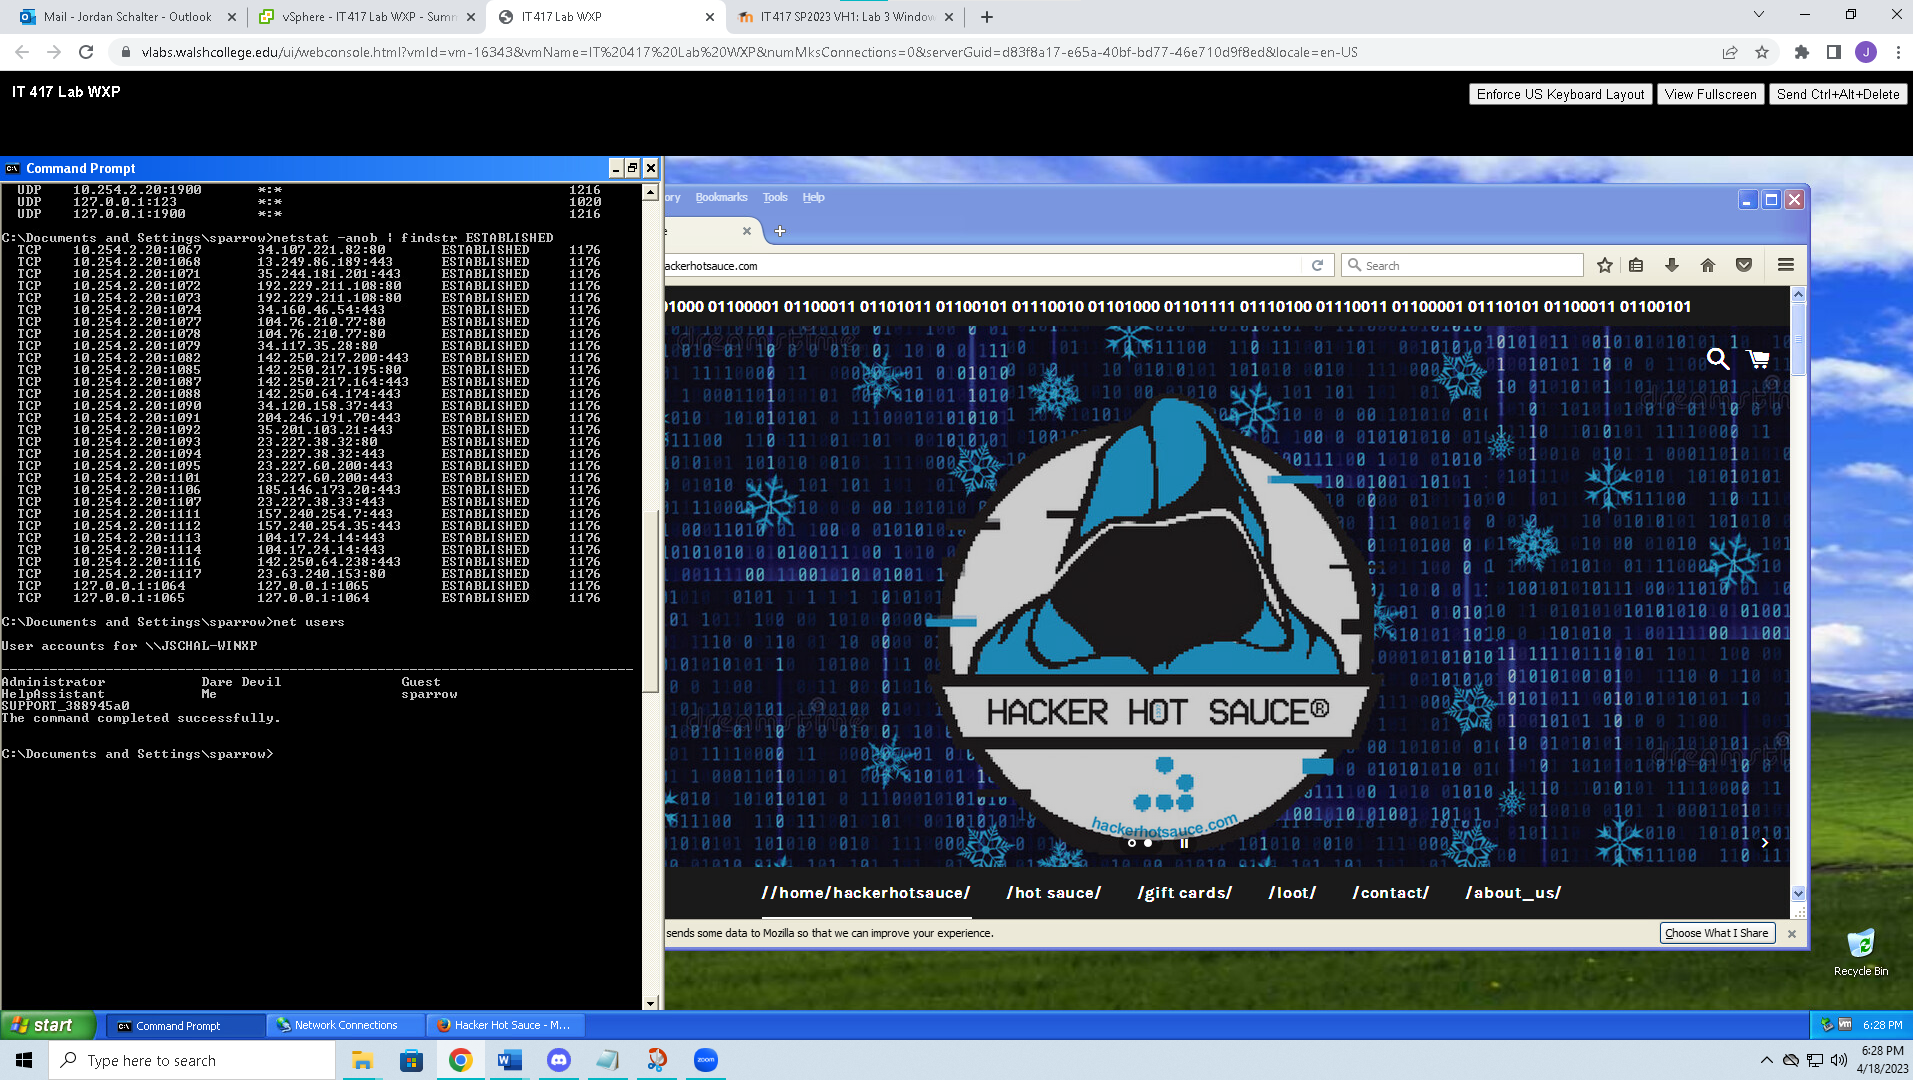 Mail - Jordan Schalter - Outlook
vSphere - IT417 Lab WXP - Summ
IT417 Lab WXP
IT417 SP2023 VH1: Lab 3 Window
vlabs.walshcollege.edu/ui/webconsole.html?vmId=vm-16343&vmName=IT%20417%20Lab%20WXP&numMksConnections=0&serverGuid=d83f8a17-e65a-40bf-bd77-46e710d9f8ed&locale=en-US
J
IT 417 Lab WXP
Enforce US Keyboard Layout
View Fullscreen
Send Ctrl+Alt+Delete
Command Prompt
UDP 10.254.2.20:1900 *:* 1216
UDP 127.0.0.1:123 *:* 1020
UDP 127.0.0.1:1900 *:* 1216
C:\Documents and Settings\sparrow>netstat -anob | findstr ESTABLISHED
TCP 10.254.2.20:1067 34.107.221.82:80 ESTABLISHED 1176
TCP 10.254.2.20:1068 13.249.86.189:443 ESTABLISHED 1176
TCP 10.254.2.20:1071 35.244.181.201:443 ESTABLISHED 1176
TCP 10.254.2.20:1072 192.229.211.108:80 ESTABLISHED 1176
TCP 10.254.2.20:1073 192.229.211.108:80 ESTABLISHED 1176
TCP 10.254.2.20:1074 34.160.46.54:443 ESTABLISHED 1176
TCP 10.254.2.20:1077 104.76.210.77:80 ESTABLISHED 1176
TCP 10.254.2.20:1078 104.76.210.77:80 ESTABLISHED 1176
TCP 10.254.2.20:1079 34.117.35.28:80 ESTABLISHED 1176
TCP 10.254.2.20:1082 142.250.217.200:443 ESTABLISHED 1176
TCP 10.254.2.20:1085 142.250.217.195:80 ESTABLISHED 1176
TCP 10.254.2.20:1087 142.250.217.164:443 ESTABLISHED 1176
TCP 10.254.2.20:1088 142.250.64.174:443 ESTABLISHED 1176
TCP 10.254.2.20:1090 34.120.158.37:443 ESTABLISHED 1176
TCP 10.254.2.20:1091 204.246.191.70:443 ESTABLISHED 1176
TCP 10.254.2.20:1092 35.201.103.21:443 ESTABLISHED 1176
TCP 10.254.2.20:1093 23.227.38.32:80 ESTABLISHED 1176
TCP 10.254.2.20:1094 23.227.38.32:443 ESTABLISHED 1176
TCP 10.254.2.20:1095 23.227.60.200:443 ESTABLISHED 1176
TCP 10.254.2.20:1101 23.227.60.200:443 ESTABLISHED 1176
TCP 10.254.2.20:1106 185.146.173.20:443 ESTABLISHED 1176
TCP 10.254.2.20:1107 23.227.38.33:443 ESTABLISHED 1176
TCP 10.254.2.20:1111 157.240.254.7:443 ESTABLISHED 1176
TCP 10.254.2.20:1112 157.240.254.35:443 ESTABLISHED 1176
TCP 10.254.2.20:1113 104.17.24.14:443 ESTABLISHED 1176
TCP 10.254.2.20:1114 104.17.24.14:443 ESTABLISHED 1176
TCP 10.254.2.20:1116 142.250.64.238:443 ESTABLISHED 1176
TCP 10.254.2.20:1117 23.63.240.153:80 ESTABLISHED 1176
TCP 127.0.0.1:1064 127.0.0.1:1065 ESTABLISHED 1176
TCP 127.0.0.1:1065 127.0.0.1:1064 ESTABLISHED 1176
C:\Documents and Settings\sparrow>net users
User accounts for \\JSCHAL-WINXP
Administrator Dare Devil Guest
HelpAssistant Me sparrow
SUPPORT_388945a0
The command completed successfully.
C:\Documents and Settings\sparrow>
ory Bookmarks Tools Help
ackerhotsauce.com
Search
01000 01100001 01100011 01101011 01100101 01110010 01101000 01101111 01110100 01110011 01100001 01110101 01100011 01100101
HACKER HOT SAUCE®
hackerhotsauce.com
//home/hackerhotsauce/ /hot sauce/ /gift cards/ /loot/ /contact/ /about_us/
sends some data to Mozilla so that we can improve your experience.
Choose What I Share
Recycle Bin
start
Command Prompt
Network Connections
Hacker Hot Sauce - M...
6:28 PM
Type here to search
zoom
6:28 PM
4/18/2023